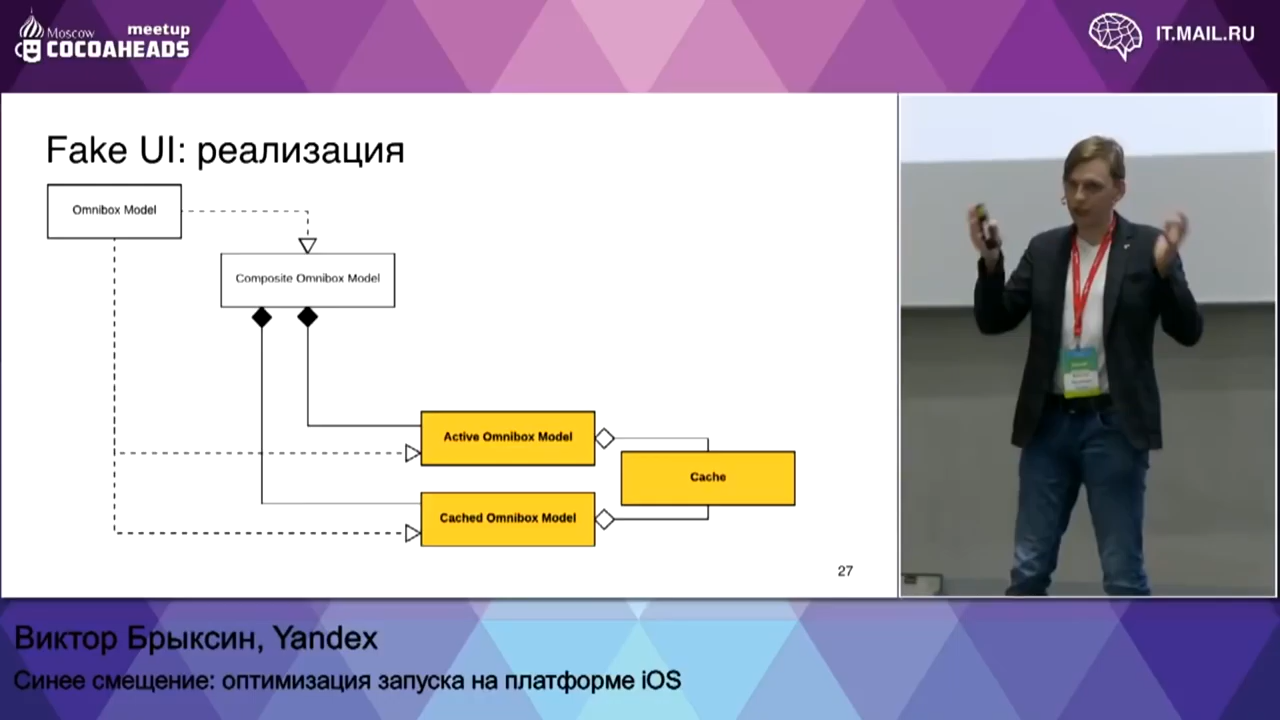 Moscow meetup
COCOAHEADS
IT.MAIL.RU
Fake UI: реализация
Omnibox Model
Composite Omnibox Model
Active Omnibox Model
Cache
Cached Omnibox Model
27
Виктор Брыксин, Yandex
Синее смещение: оптимизация запуска на платформе iOS